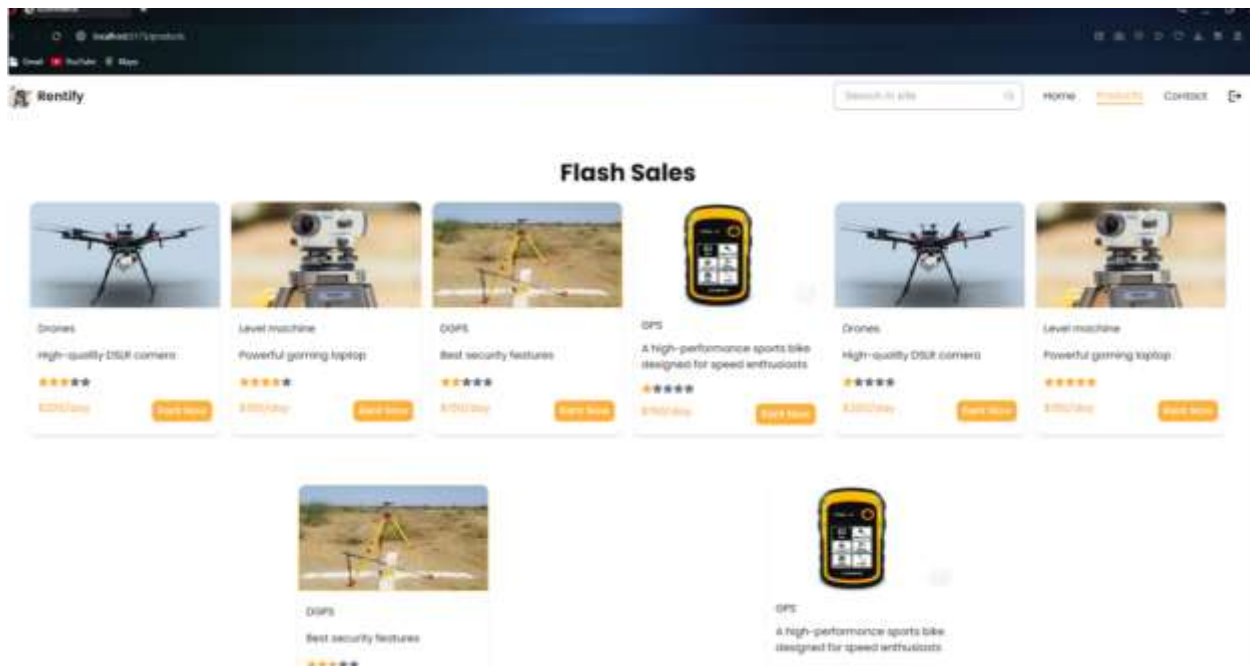 Gmail YouTube Maps
Rentify
Search in site
Home Products Contact
Flash Sales
Drones
High-quality DSLR camera
Rent Now
Level machine
Powerful gaming laptop
Rent Now
DGPS
Best security features
Rent Now
GPS
A high-performance sports bike
designed for speed enthusiasts
Rent Now
Drones
High-quality DSLR camera
Rent Now
Level machine
Powerful gaming laptop
Rent Now
DGPS
Best security features
GPS
A high-performance sports bike
designed for speed enthusiasts